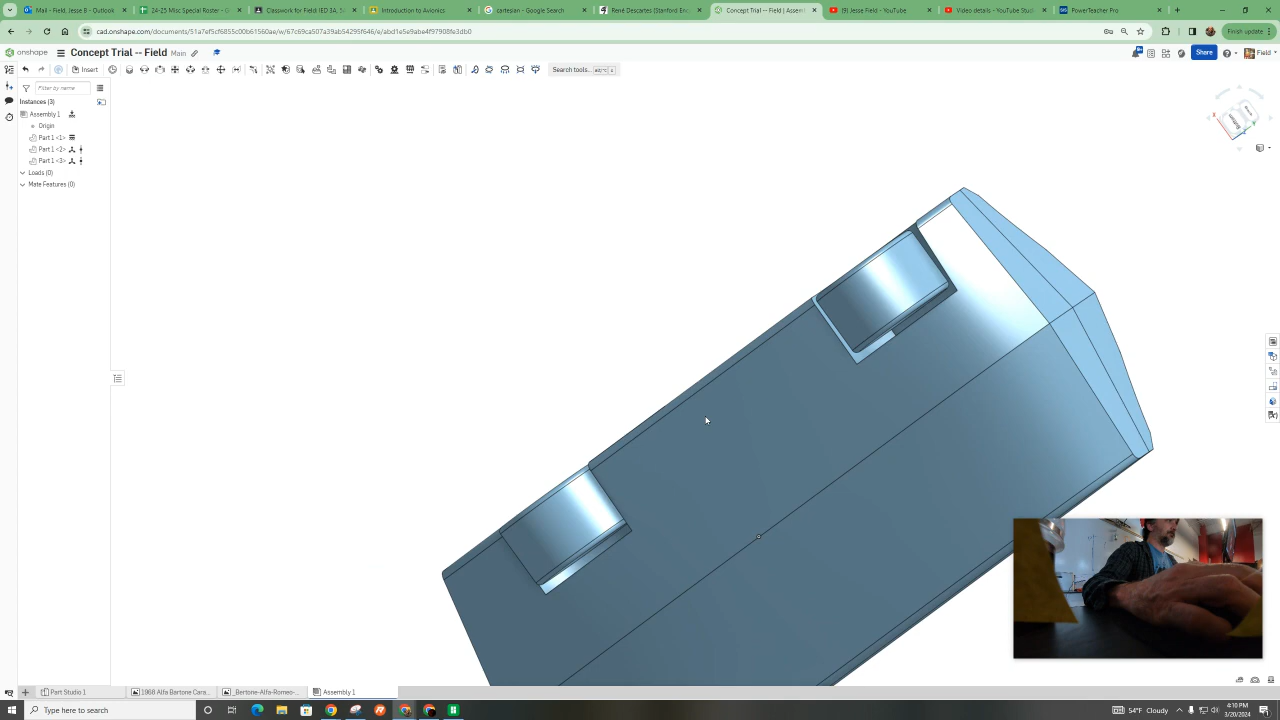 Mail - Field, Jesse B - Outlook
24-25 Misc Special Roster - G
Classwork for Field| IED 3A, 5A
Introduction to Avionics
cartesian - Google Search
René Descartes (Stanford Enc
Concept Trial -- Field | Assem
(9) Jesse Field - YouTube
Video details - YouTube Studi
PowerTeacher Pro
cad.onshape.com/documents/51a7ef5cf6855c00b61560ae/w/67c69ca507a39ab54295f646/e/abd1e5e9abe4f97908fe3db0
Finish update
onshape
Concept Trial -- Field
Main
Share
Field
Insert
Search tools...
Filter by name
Instances (3)
Assembly 1
Origin
Part 1 <1>
Part 1 <2>
Part 1 <3>
Loads (0)
Mate Features (0)
Bottom
X
Part Studio 1
1968 Alfa Bartone Cara...
_Bertone-Alfa-Romeo-...
Assembly 1
Type here to search
54°F Cloudy
4:10 PM
3/20/2024